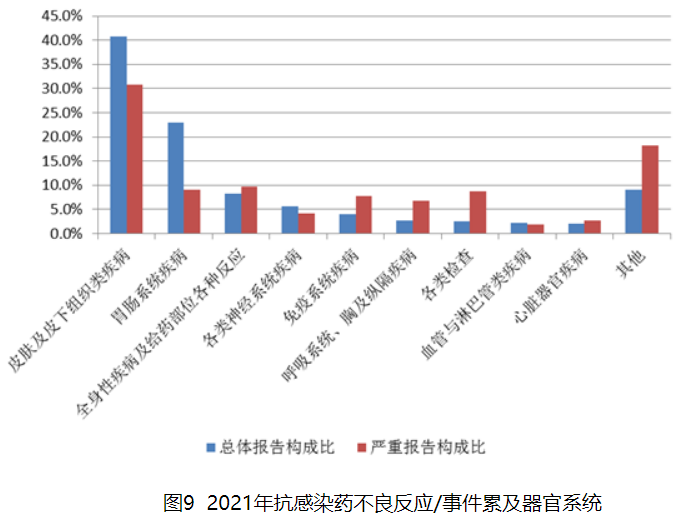 45.0%
40.0%
35.0%
30.0%
25.0%
20.0%
15.0%
10.0%
5.0%
0.0%
皮肤及皮下组织类疾病
胃肠系统疾病
全身性疾病及给药部位各种反应
各类神经系统疾病
免疫系统疾病
呼吸系统、胸及纵隔疾病
各类检查
血管与淋巴管类疾病
心脏器官疾病
其他
总体报告构成比 严重报告构成比
图9 2021年抗感染药不良反应/事件累及器官系统